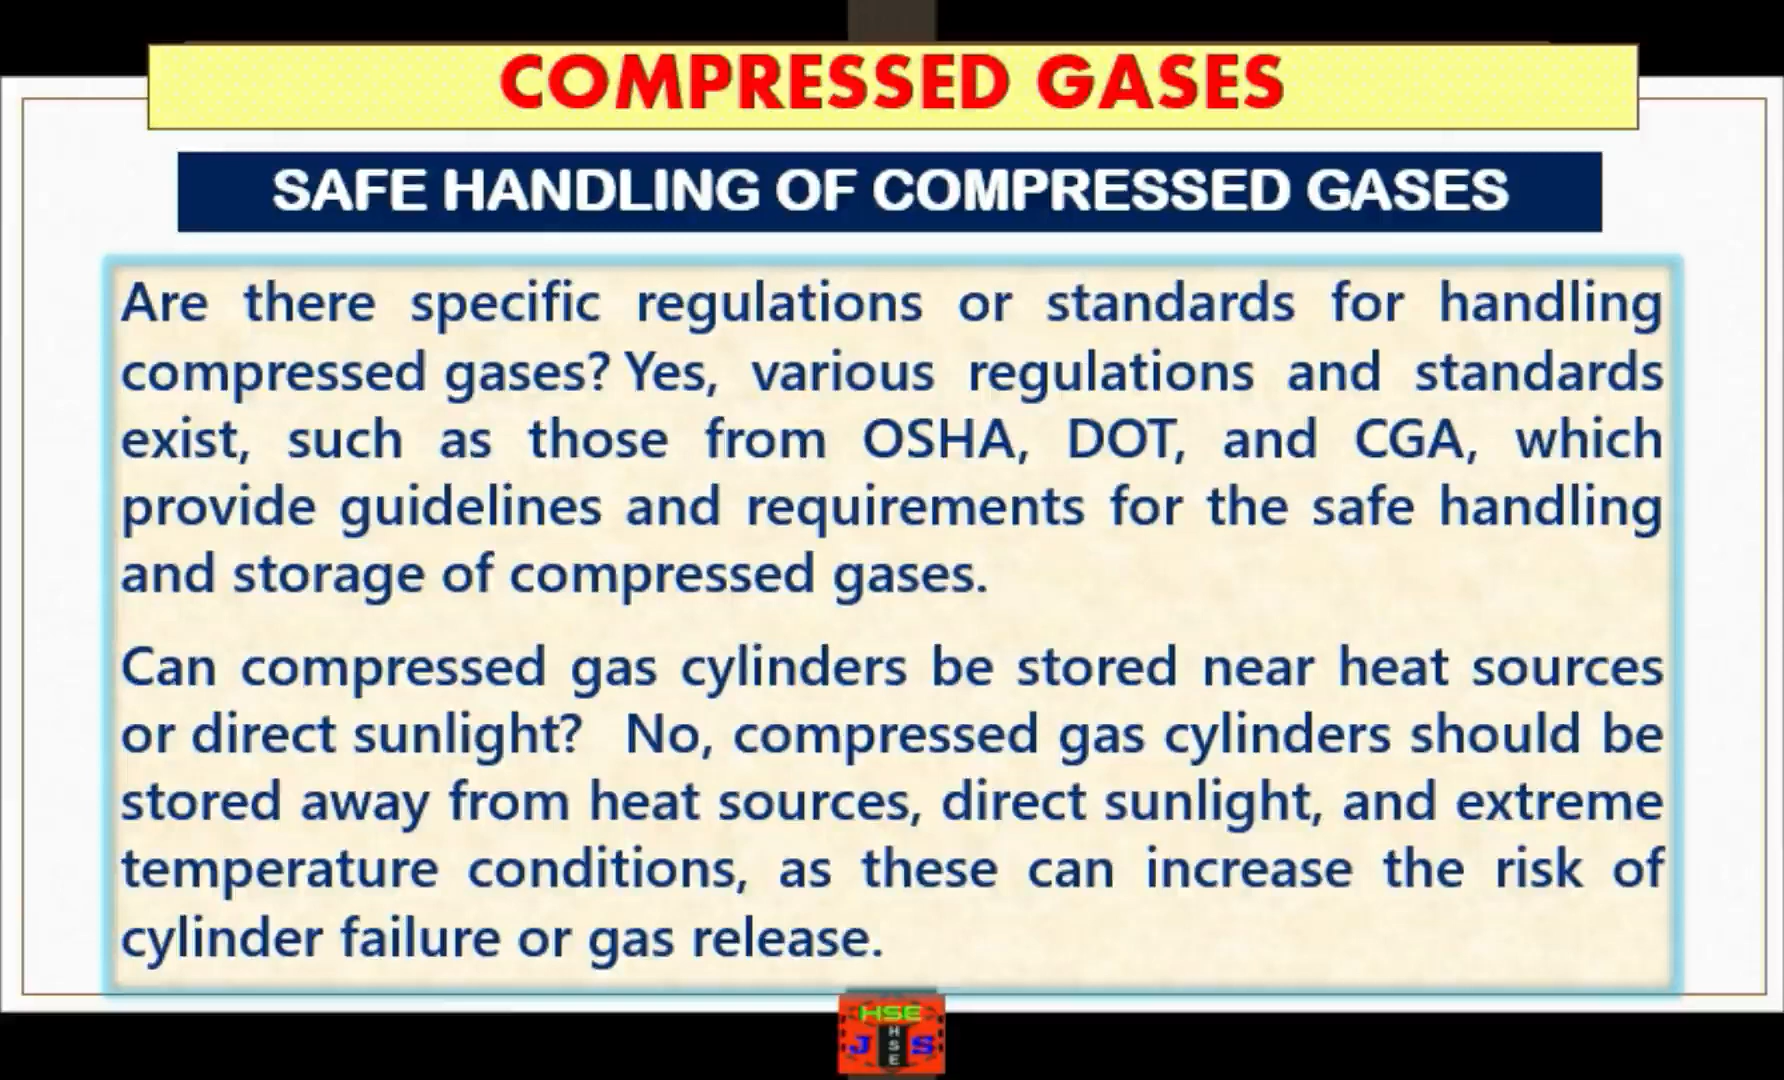 COMPRESSED GASES
SAFE HANDLING OF COMPRESSED GASES
Are there specific regulations or standards for handling
compressed gases? Yes, various regulations and standards
exist, such as those from OSHA, DOT, and CGA, which
provide guidelines and requirements for the safe handling
and storage of compressed gases.
Can compressed gas cylinders be stored near heat sources
or direct sunlight? No, compressed gas cylinders should be
stored away from heat sources, direct sunlight, and extreme
temperature conditions, as these can increase the risk of
cylinder failure or gas release.
HSE
J HSE S